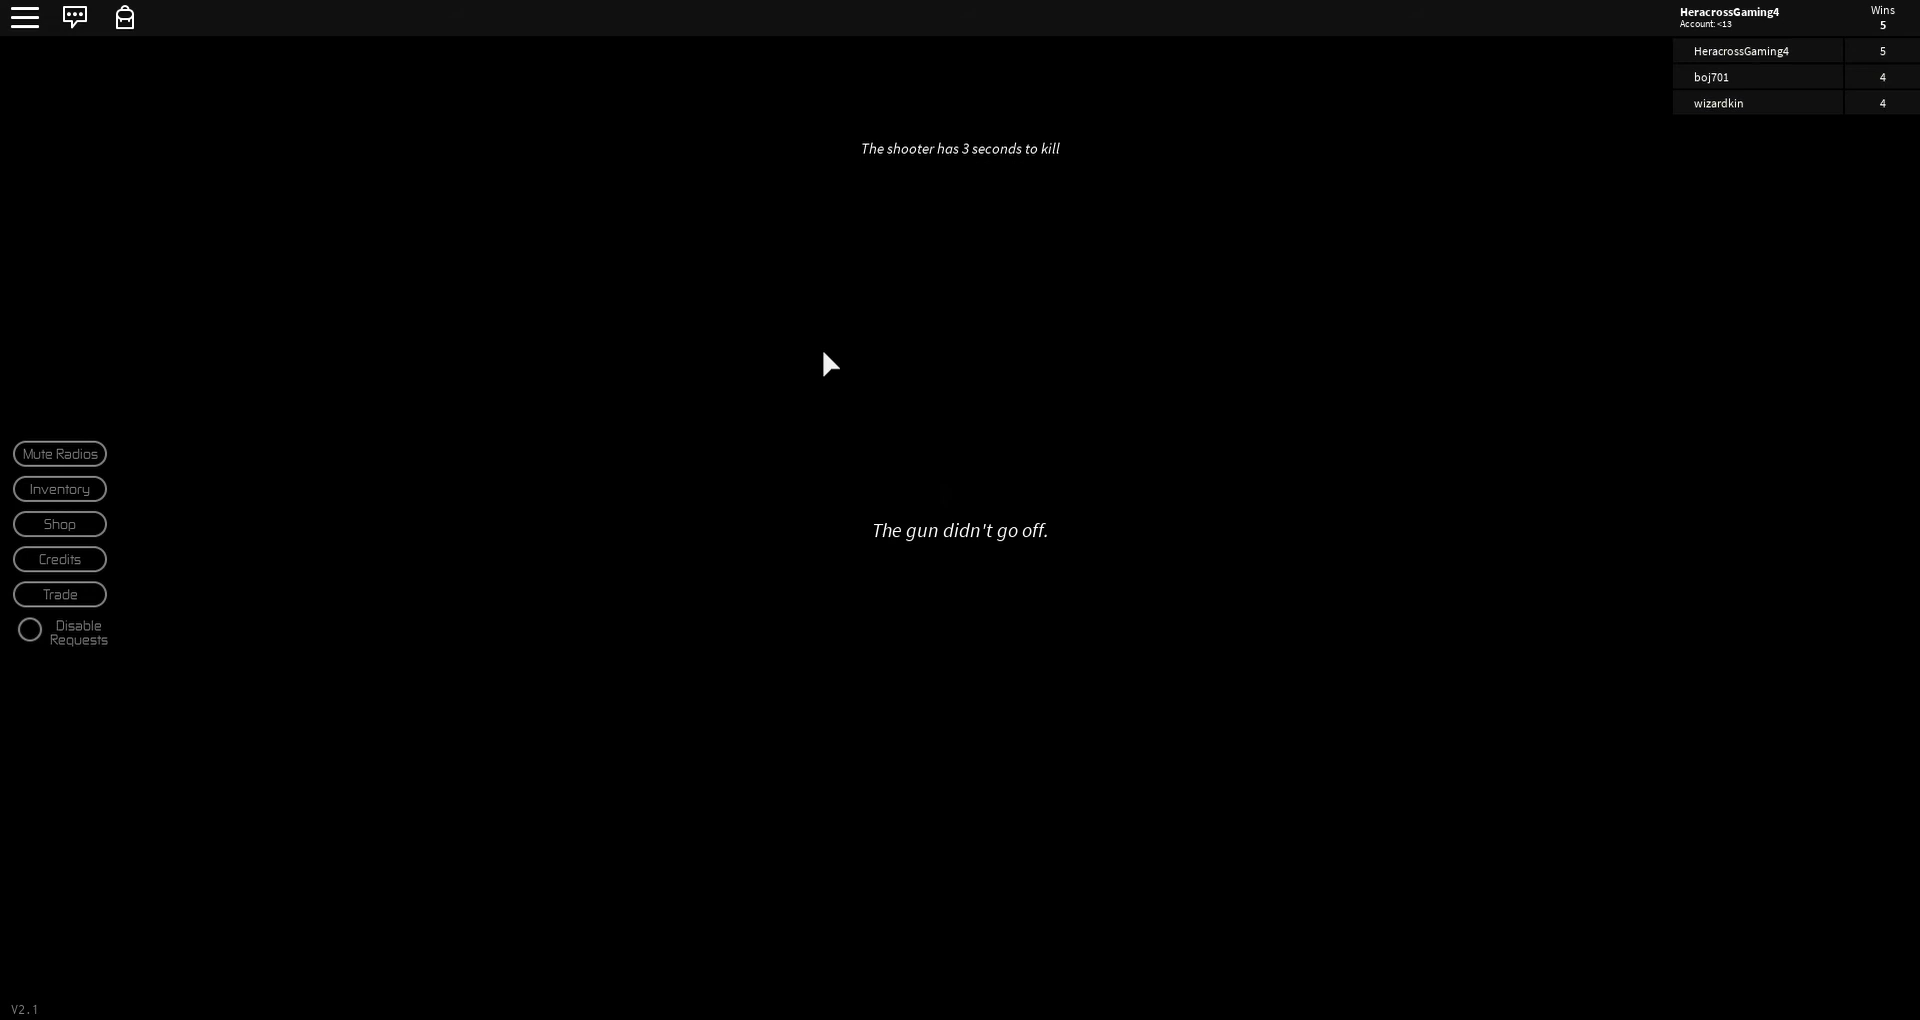 HeracrossGaming4 Wins
Account: <13 5
HeracrossGaming4 5
boj701 4
wizardkin 4
The shooter has 3 seconds to kill
Mute Radios
Inventory
Shop
The gun didn't go off.
Credits
Trade
Disable
Requests
V2.1